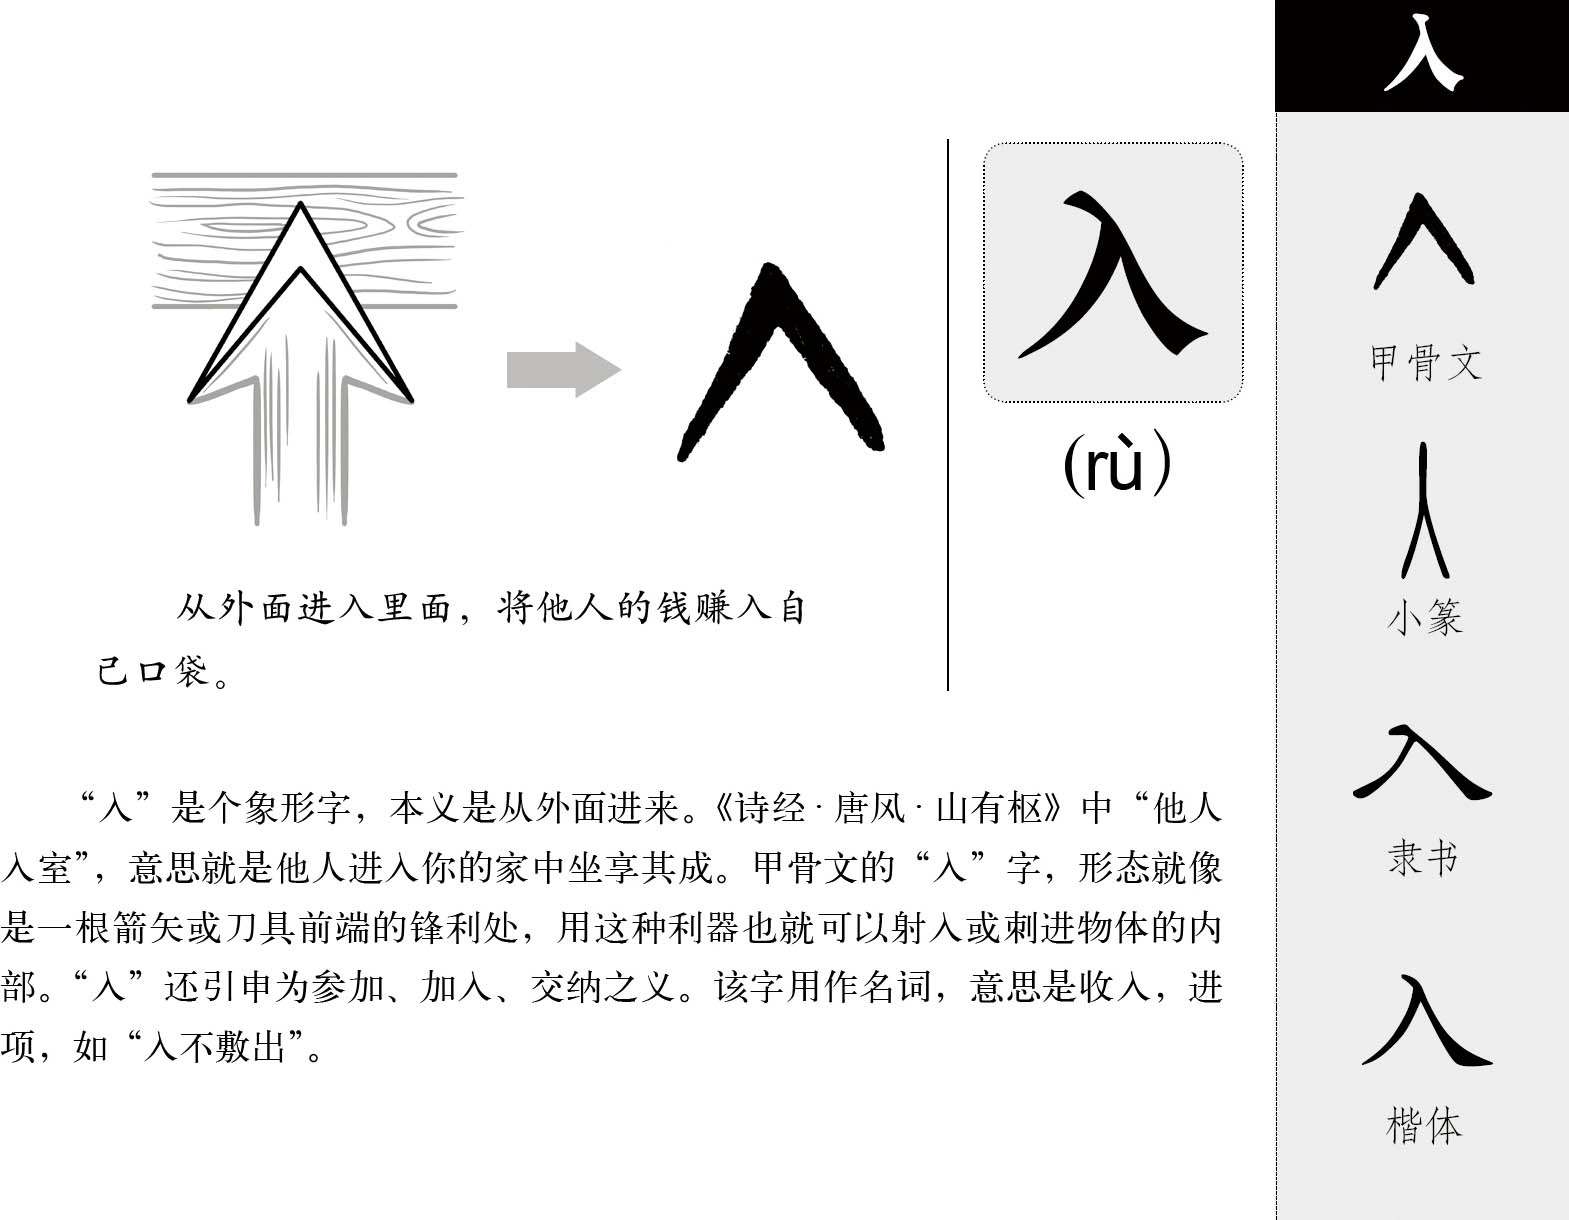 入
入
(rù)
从外面进入里面，将他人的钱赚入自
己口袋。
“入”是个象形字，本义是从外面进来。《诗经·唐风·山有枢》中“他人
入室”，意思就是他人进入你的家中坐享其成。甲骨文的“入”字，形态就像
是一根箭矢或刀具前端的锋利处，用这种利器也就可以射入或刺进物体的内
部。“入”还引申为参加、加入、交纳之义。该字用作名词，意思是收入，进
项，如“入不敷出”。
入
甲骨文
入
小篆
入
隶书
入
楷体